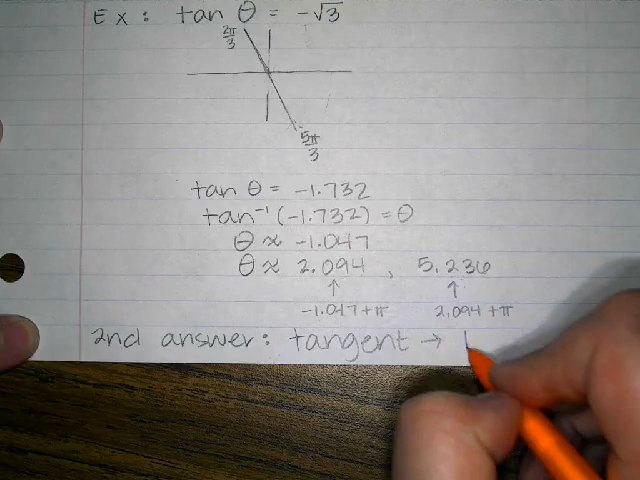 Ex: tan θ = -√3
2π/3
5π/3
tan θ = -1.732
tan⁻¹(-1.732) = θ
θ ≈ -1.047
θ ≈ 2.094, 5.236
↑ ↑
-1.047+π 2.094+π
2nd answer: tangent →